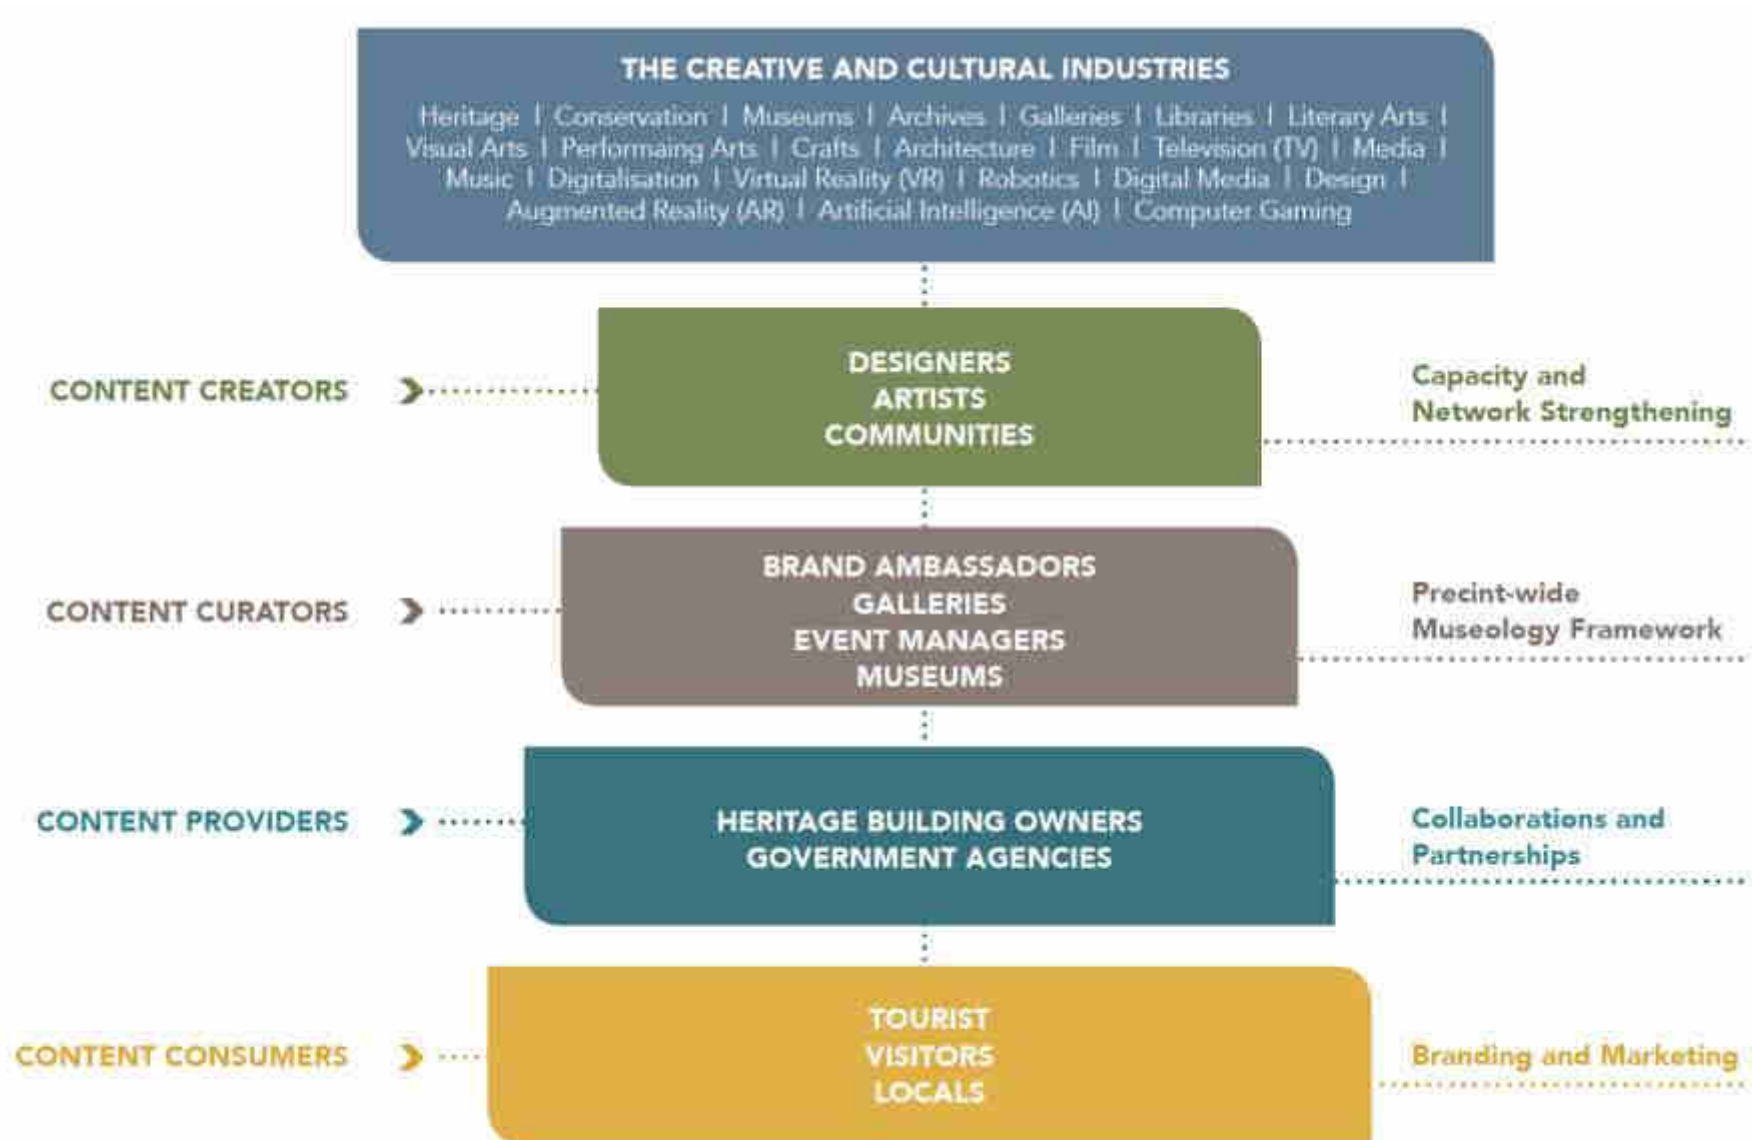 THE CREATIVE AND CULTURAL INDUSTRIES
Heritage | Conservation | Museums | Archives | Galleries | Libraries | Literary Arts |
Visual Arts | Performaing Arts | Crafts | Architecture | Film | Television (TV) | Media |
Music | Digitalisation | Virtual Reality (VR) | Robotics | Digital Media | Design |
Augmented Reality (AR) | Artificial Intelligence (AI) | Computer Gaming
CONTENT CREATORS
DESIGNERS
ARTISTS
COMMUNITIES
Capacity and
Network Strengthening
CONTENT CURATORS
BRAND AMBASSADORS
GALLERIES
EVENT MANAGERS
MUSEUMS
Precint-wide
Museology Framework
CONTENT PROVIDERS
HERITAGE BUILDING OWNERS
GOVERNMENT AGENCIES
Collaborations and
Partnerships
CONTENT CONSUMERS
TOURIST
VISITORS
LOCALS
Branding and Marketing